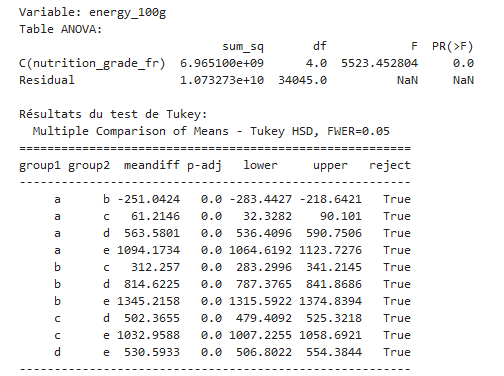 Variable: energy_100g
Table ANOVA:
                              sum_sq       df            F  PR(>F)
C(nutrition_grade_fr)  6.965100e+09      4.0  5523.452804     0.0
Residual               1.073273e+10  34045.0          NaN     NaN
Résultats du test de Tukey:
  Multiple Comparison of Means - Tukey HSD, FWER=0.05
========================================================
group1 group2  meandiff p-adj   lower     upper   reject
--------------------------------------------------------
     a      b -251.0424   0.0 -283.4427 -218.6421   True
     a      c   61.2146   0.0   32.3282    90.101   True
     a      d  563.5801   0.0  536.4096  590.7506   True
     a      e 1094.1734   0.0 1064.6192 1123.7276   True
     b      c   312.257   0.0  283.2996  341.2145   True
     b      d  814.6225   0.0  787.3765  841.8686   True
     b      e 1345.2158   0.0 1315.5922 1374.8394   True
     c      d  502.3655   0.0  479.4092  525.3218   True
     c      e 1032.9588   0.0 1007.2255 1058.6921   True
     d      e  530.5933   0.0  506.8022  554.3844   True
--------------------------------------------------------